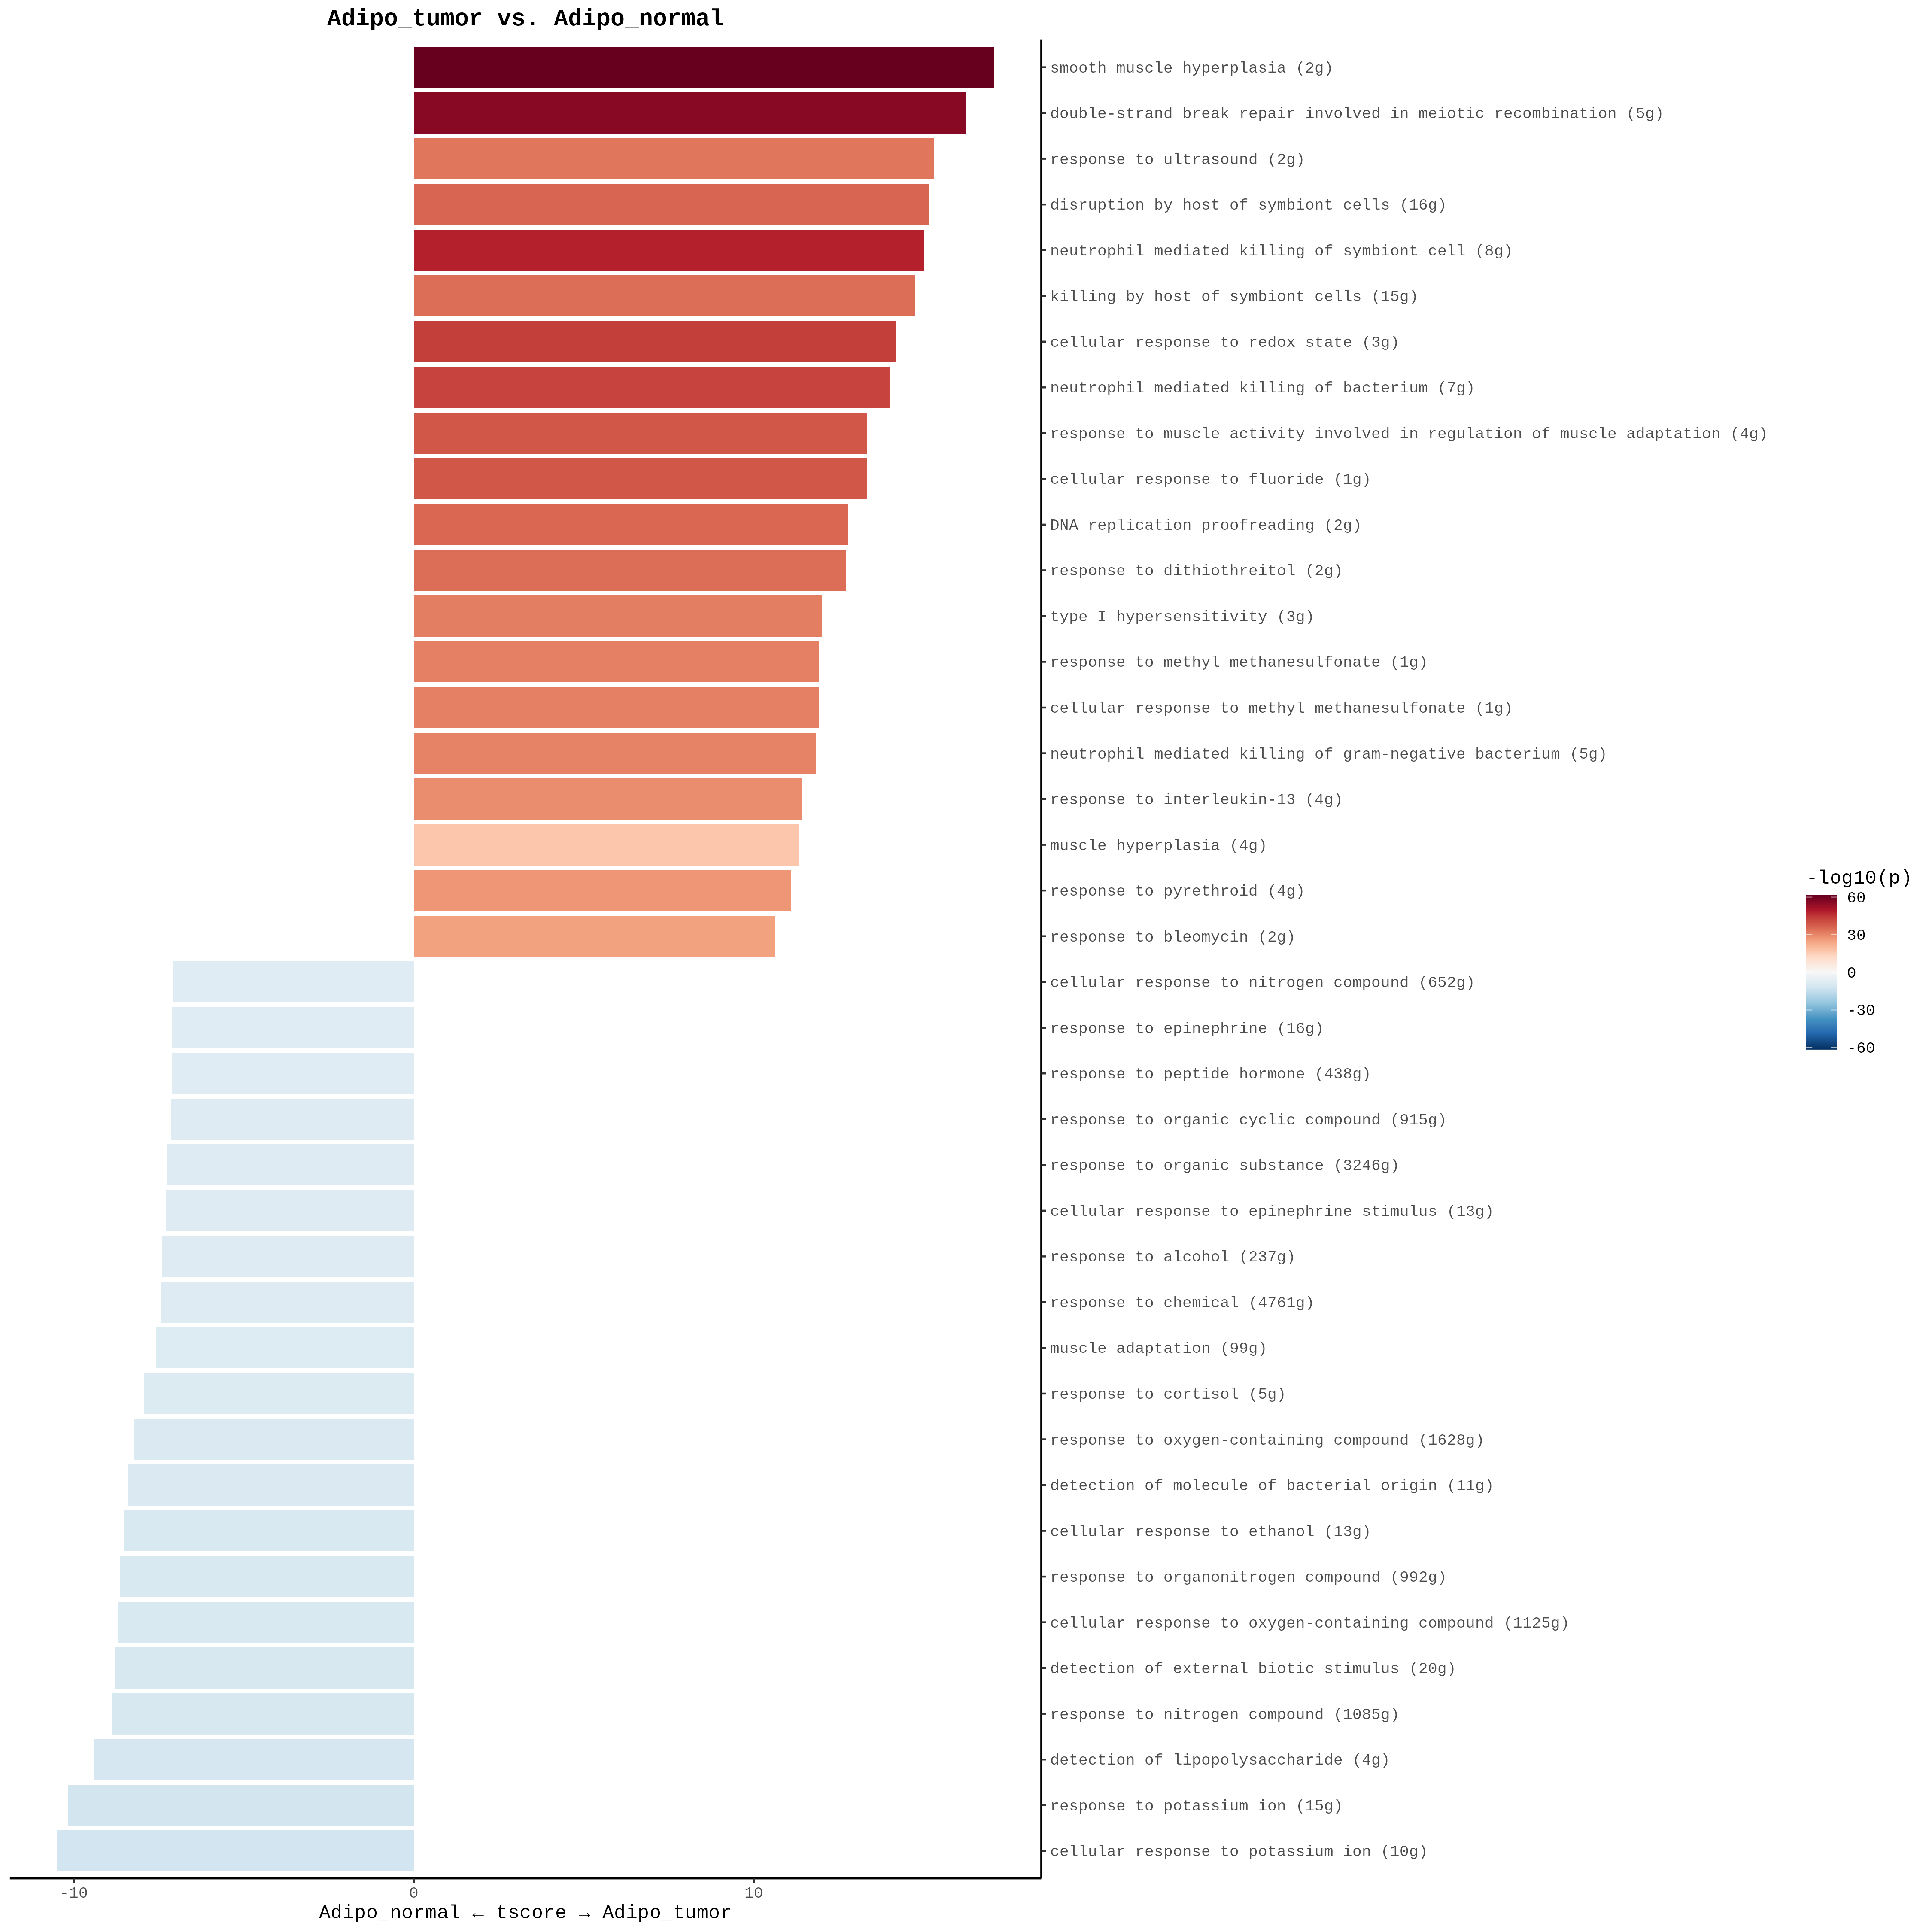 Adipo_tumor vs. Adipo_normal
smooth muscle hyperplasia (2g)
double-strand break repair involved in meiotic recombination (5g)
response to ultrasound (2g)
disruption by host of symbiont cells (16g)
neutrophil mediated killing of symbiont cell (8g)
killing by host of symbiont cells (15g)
cellular response to redox state (3g)
neutrophil mediated killing of bacterium (7g)
response to muscle activity involved in regulation of muscle adaptation (4g)
cellular response to fluoride (1g)
DNA replication proofreading (2g)
response to dithiothreitol (2g)
type I hypersensitivity (3g)
response to methyl methanesulfonate (1g)
cellular response to methyl methanesulfonate (1g)
neutrophil mediated killing of gram-negative bacterium (5g)
response to interleukin-13 (4g)
muscle hyperplasia (4g)
response to pyrethroid (4g)
response to bleomycin (2g)
cellular response to nitrogen compound (652g)
response to epinephrine (16g)
response to peptide hormone (438g)
response to organic cyclic compound (915g)
response to organic substance (3246g)
cellular response to epinephrine stimulus (13g)
response to alcohol (237g)
response to chemical (4761g)
muscle adaptation (99g)
response to cortisol (5g)
response to oxygen-containing compound (1628g)
detection of molecule of bacterial origin (11g)
cellular response to ethanol (13g)
response to organonitrogen compound (992g)
cellular response to oxygen-containing compound (1125g)
detection of external biotic stimulus (20g)
response to nitrogen compound (1085g)
detection of lipopolysaccharide (4g)
response to potassium ion (15g)
cellular response to potassium ion (10g)
-10 0 10
Adipo_normal ← tscore → Adipo_tumor
-log10(p)
60
30
0
-30
-60